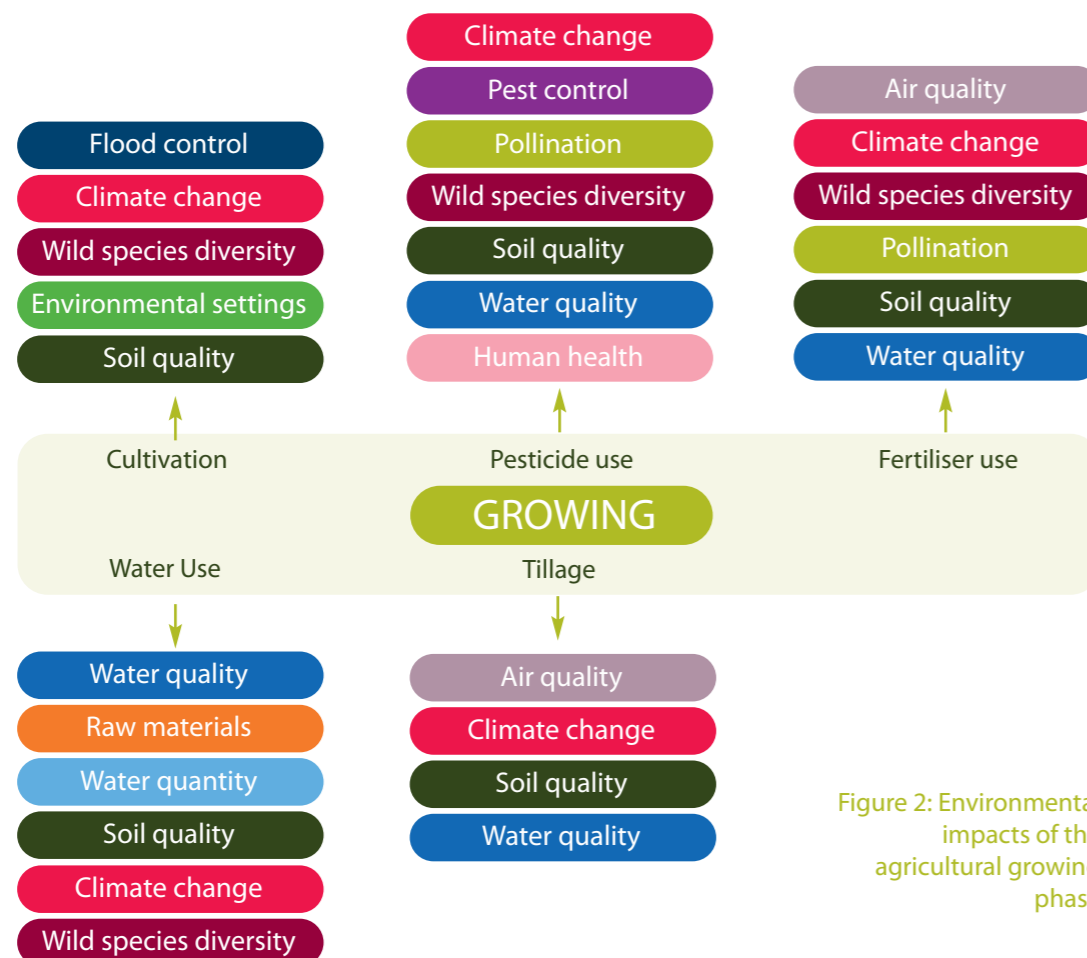 Flood control
Climate change
Wild species diversity
Environmental settings
Soil quality
Climate change
Pest control
Pollination
Wild species diversity
Soil quality
Water quality
Human health
Air quality
Climate change
Wild species diversity
Pollination
Soil quality
Water quality
Cultivation
Pesticide use
Fertiliser use
GROWING
Water Use
Tillage
Water quality
Raw materials
Water quantity
Soil quality
Climate change
Wild species diversity
Air quality
Climate change
Soil quality
Water quality
Figure 2: Environmenta
impacts of th
agricultural growin
phas